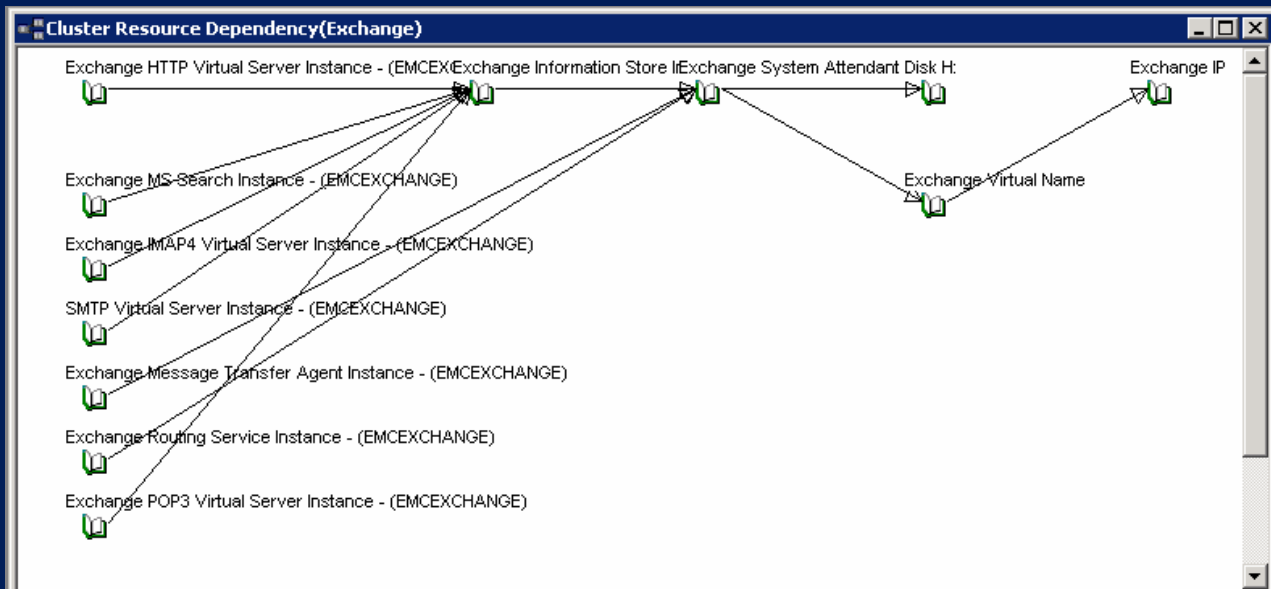 Cluster Resource Dependency(Exchange)
Exchange HTTP Virtual Server Instance - (EMCEX Exchange Information Store Exchange System Attendant Disk H: Exchange IP
Exchange MS Search Instance - (EMCEXCHANGE) Exchange Virtual Name
Exchange IMAP4 Virtual Server Instance - (EMCEXCHANGE)
SMTP Virtual Server Instance - (EMCEXCHANGE)
Exchange Message Transfer Agent Instance - (EMCEXCHANGE)
Exchange Routing Service Instance - (EMCEXCHANGE)
Exchange POP3 Virtual Server Instance - (EMCEXCHANGE)